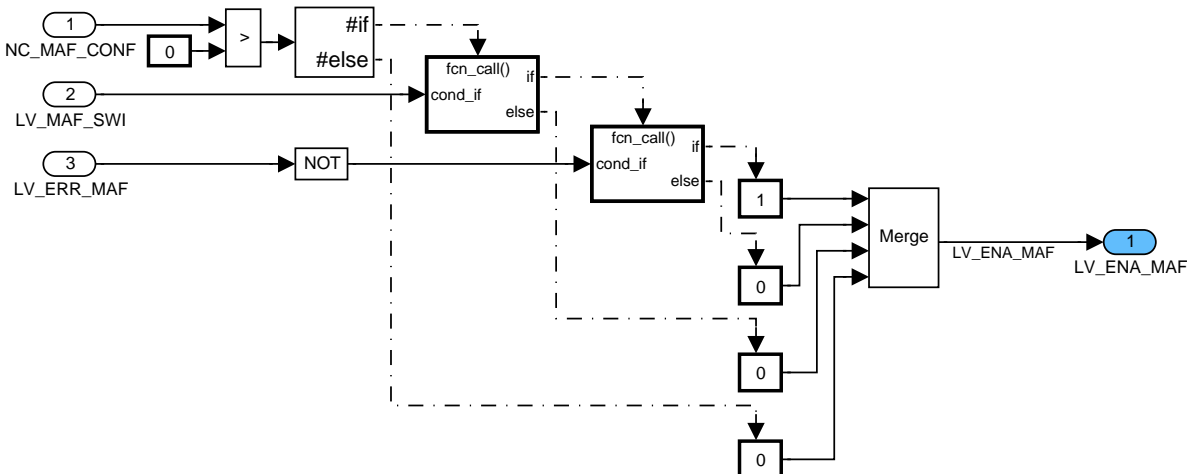 1
NC_MAF_CONF
0
>
#if
#else
2
LV_MAF_SWI
fcn_call()
cond_if
if
else
3
LV_ERR_MAF
NOT
fcn_call()
cond_if
if
else
1
0
0
0
Merge
LV_ENA_MAF
1
LV_ENA_MAF